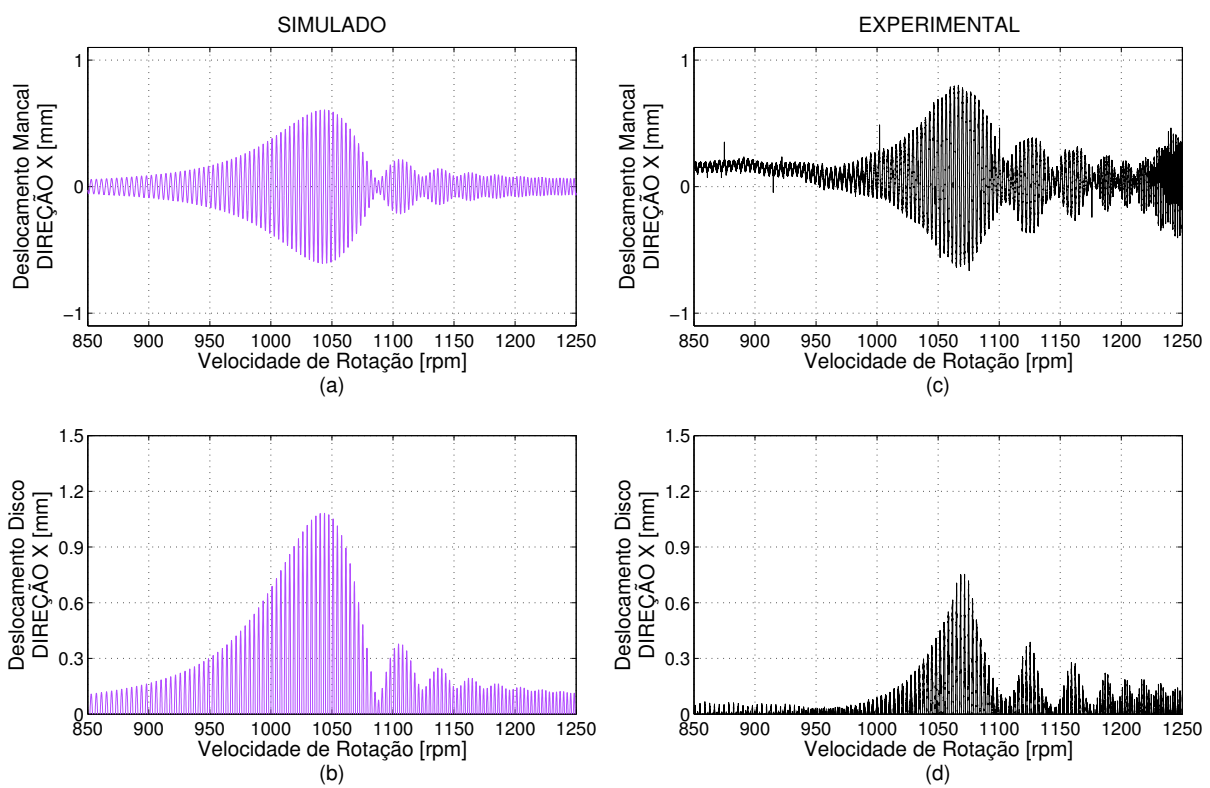 SIMULADO
EXPERIMENTAL
Deslocamento Mancal
DIREÇÃO X [mm]
1
0
−1
850 900 950 1000 1050 1100 1150 1200 1250
Velocidade de Rotação [rpm]
(a)
Deslocamento Mancal
DIREÇÃO X [mm]
1
0
−1
850 900 950 1000 1050 1100 1150 1200 1250
Velocidade de Rotação [rpm]
(c)
Deslocamento Disco
DIREÇÃO X [mm]
1.5
1.2
0.9
0.6
0.3
0
850 900 950 1000 1050 1100 1150 1200 1250
Velocidade de Rotação [rpm]
(b)
Deslocamento Disco
DIREÇÃO X [mm]
1.5
1.2
0.9
0.6
0.3
0
850 900 950 1000 1050 1100 1150 1200 1250
Velocidade de Rotação [rpm]
(d)